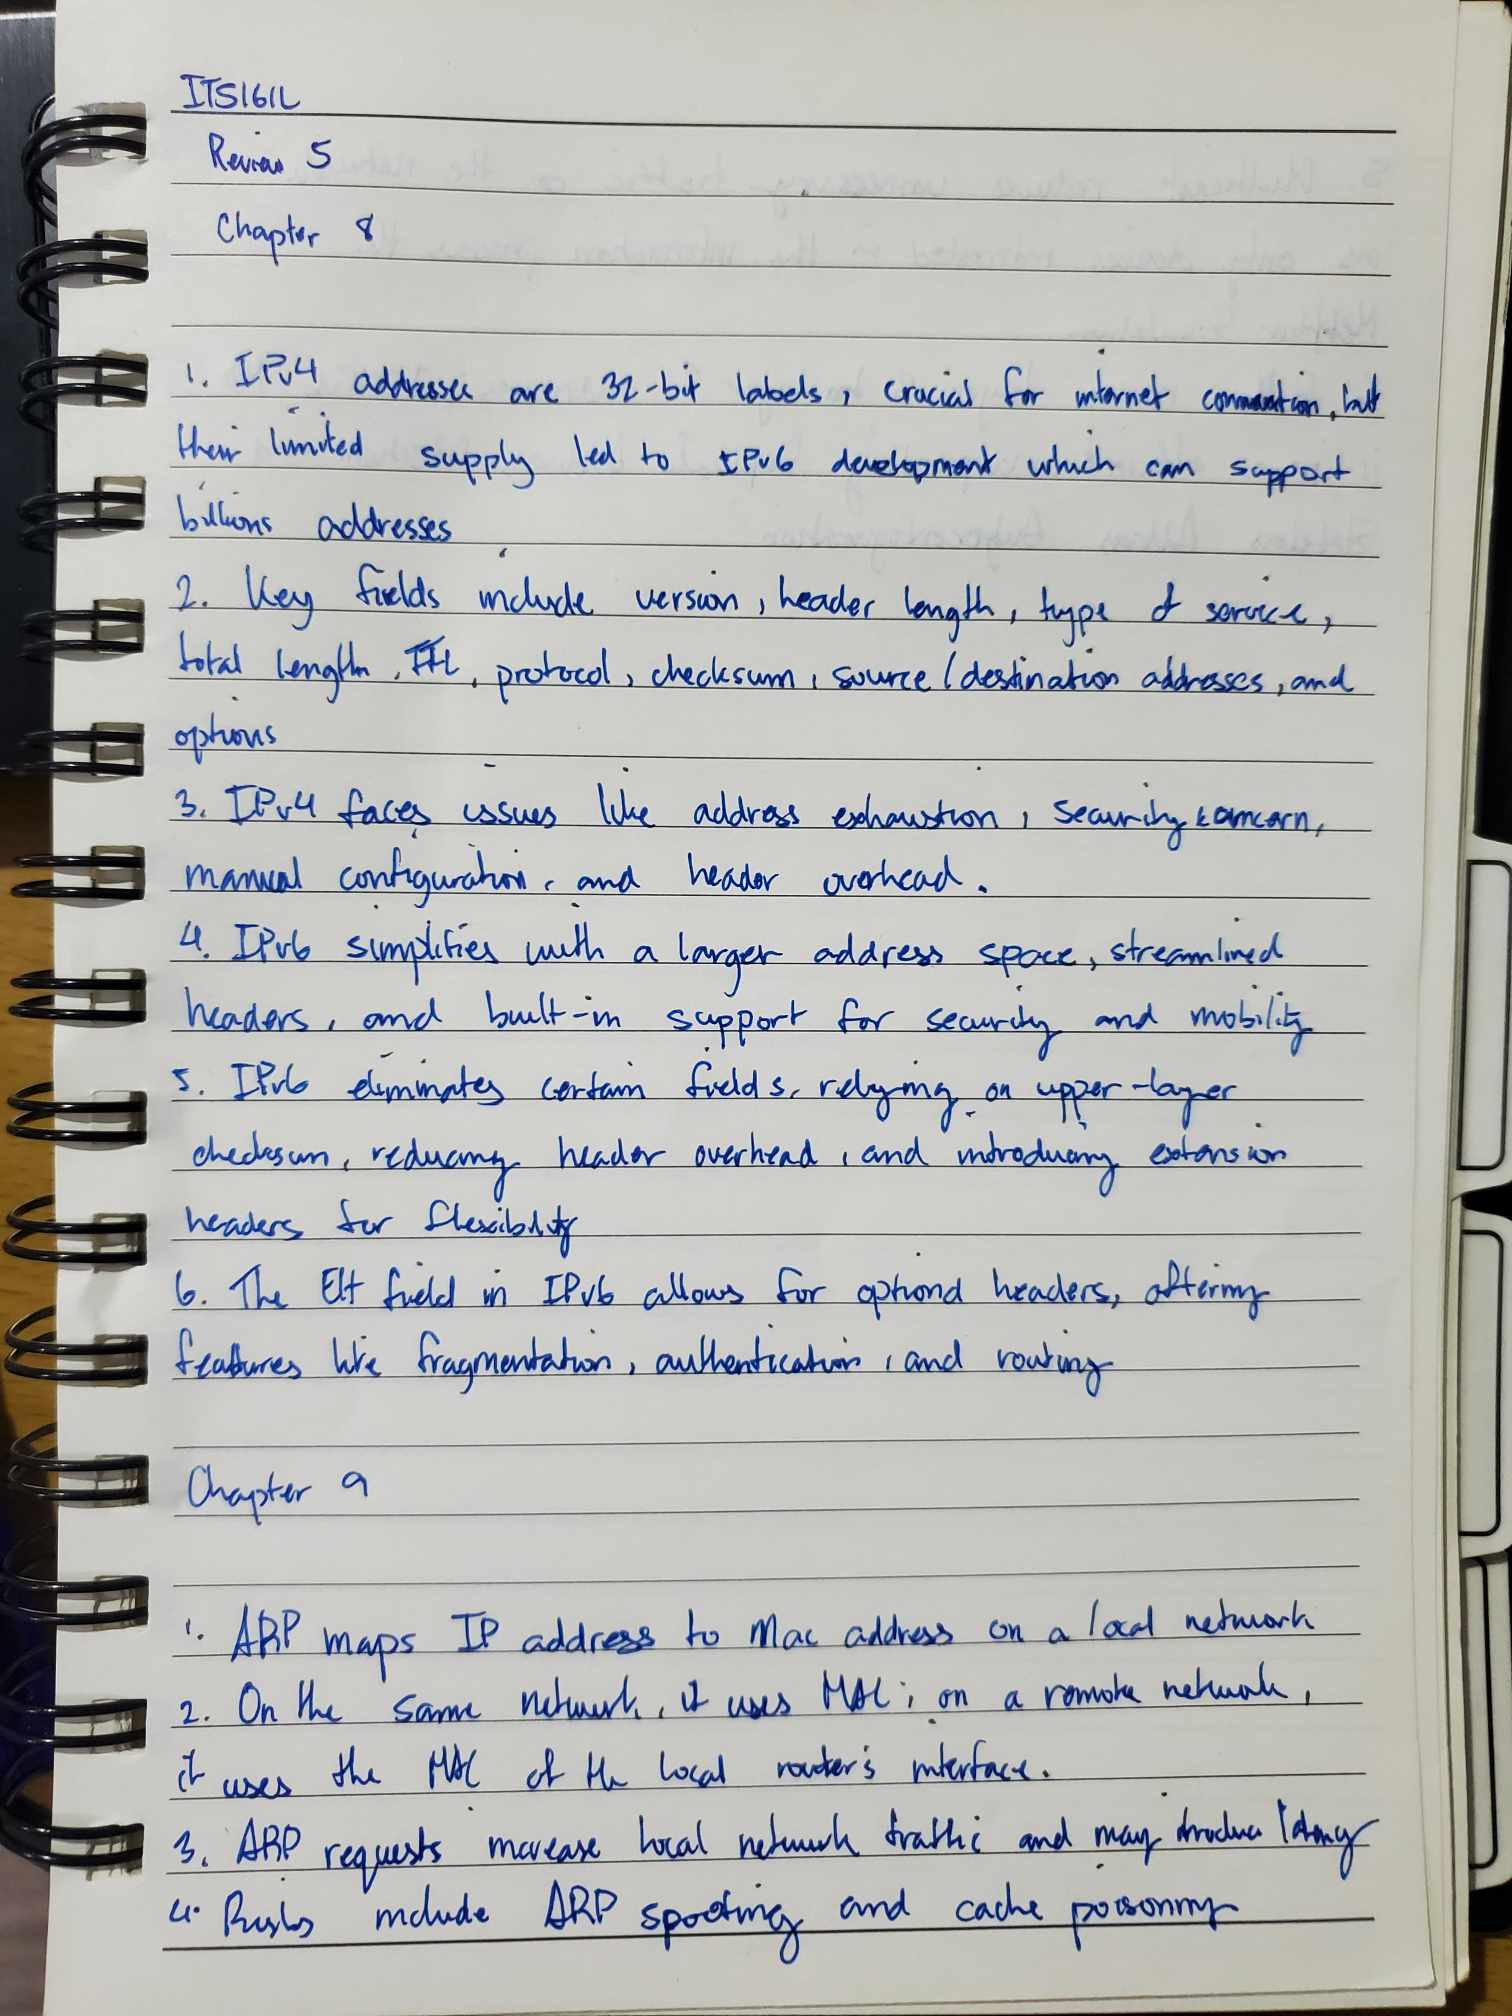 ITS161L
Review 5
Chapter 8
1. IPv4 addresses are 32-bit labels, crucial for internet but
their limited supply led to IPv6 development which can support
billions addresses
2. Key fields include version, header length, type of service,
total length, TTL, protocol, checksum, source/destination addresses, and
options
3. IPv4 faces issues like address exhaustion, security concern,
manual configuration, and header overhead.
4. IPv6 simplifies with a larger address space, streamlined
headers, and built-in support for security and mobility
5. IPv6 eliminates certain fields, relying on upper-layer
checksum, reducing header overhead, and introducing extension
headers for flexibility
6. The field in IPv6 allows for optional headers, offering
features like fragmentation, authentication, and routing
Chapter 9
1. ARP maps IP address to Mac address on a local network
2. On the same network, it uses MAC; on a remote network,
it uses the MAC of the local router's interface.
3. ARP requests increase local network traffic and may
4. Risks include ARP spoofing and cache poisoning